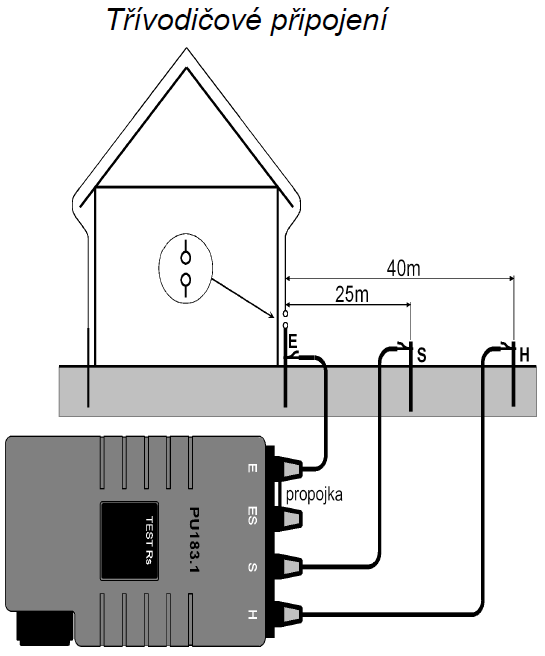 Třívodičové připojení
40m
25m
E
S
H
E
propojka
ES
PU183.1
TEST Rs
S
H